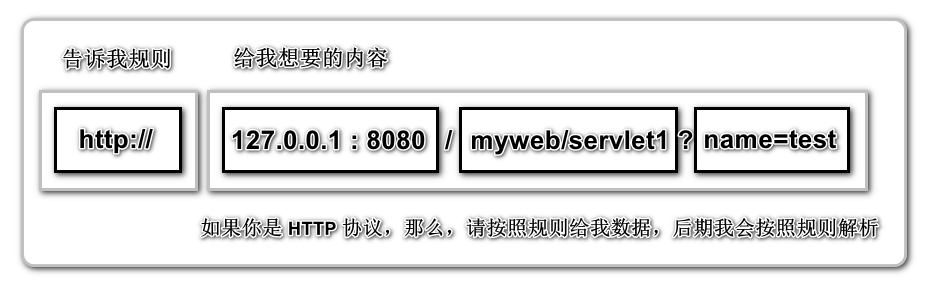 告诉我规则 给我想要的内容
http:// 127.0.0.1 : 8080 / myweb/servlet1 ? name=test
如果你是 HTTP 协议，那么，请按照规则给我数据，后期我会按照规则解析